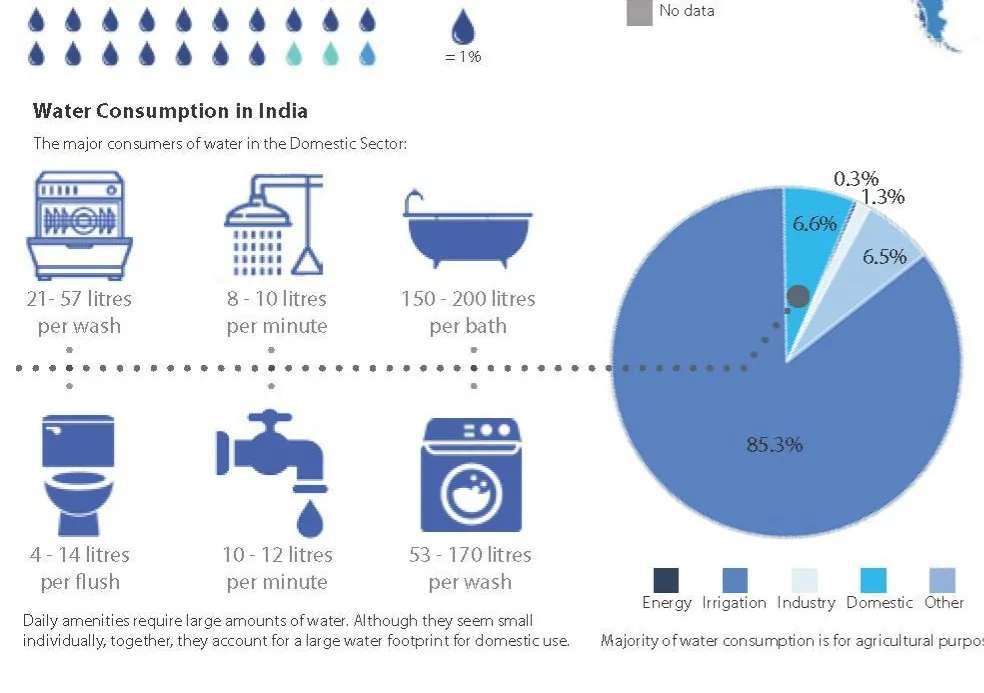 No data
= 1%
Water Consumption in India
The major consumers of water in the Domestic Sector:
21- 57 litres
per wash
8 - 10 litres
per minute
150 - 200 litres
per bath
4 - 14 litres
per flush
10 - 12 litres
per minute
53 - 170 litres
per wash
Daily amenities require large amounts of water. Although they seem small
individually, together, they account for a large water footprint for domestic use.
0.3%
1.3%
6.6%
6.5%
85.3%
Energy Irrigation Industry Domestic Other
Majority of water consumption is for agricultural